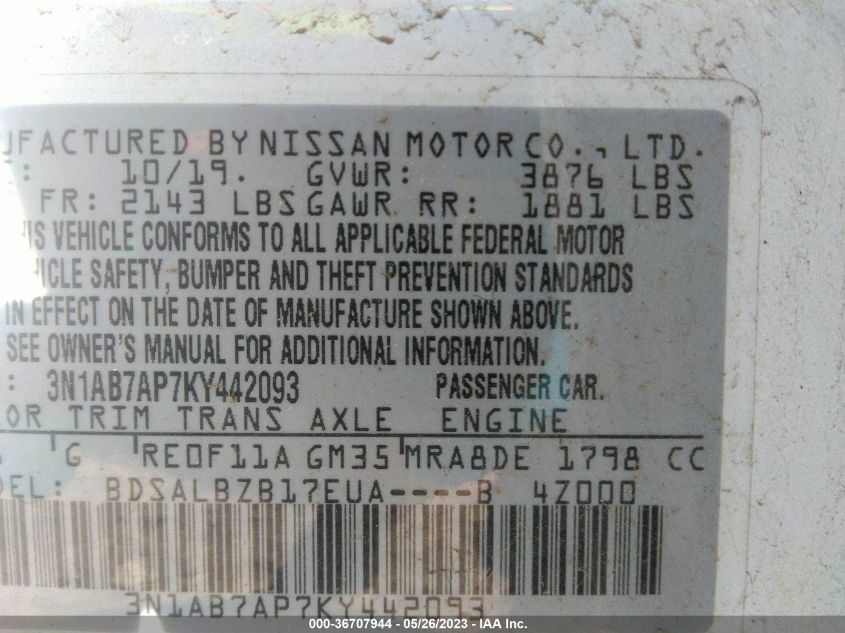 UFACTURED BY NISSAN MOTOR CO., LTD.
: 10/19. GVWR: 3876 LBS
FR: 2143 LBS GAWR RR: 1881 LBS
IS VEHICLE CONFORMS TO ALL APPLICABLE FEDERAL MOTOR
HICLE SAFETY, BUMPER AND THEFT PREVENTION STANDARDS
IN EFFECT ON THE DATE OF MANUFACTURE SHOWN ABOVE.
SEE OWNER'S MANUAL FOR ADDITIONAL INFORMATION.
: 3N1AB7AP7KY442093 PASSENGER CAR.
OR TRIM TRANS AXLE ENGINE
G RE0F11A GM35 MRA8DE 1798 CC
DEL: BDSALBZB17EUA----B 4Z000
3N1AB7AP7KY442093
000-36707944 - 05/26/2023 - IAA Inc.